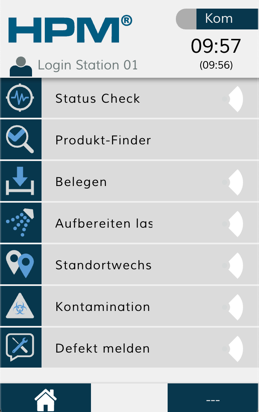 HPM®
Kom
09:57
(09:56)
Login Station 01
Status Check
Produkt-Finder
Belegen
Aufbereiten las
Standortwechs
Kontamination
Defekt melden
---